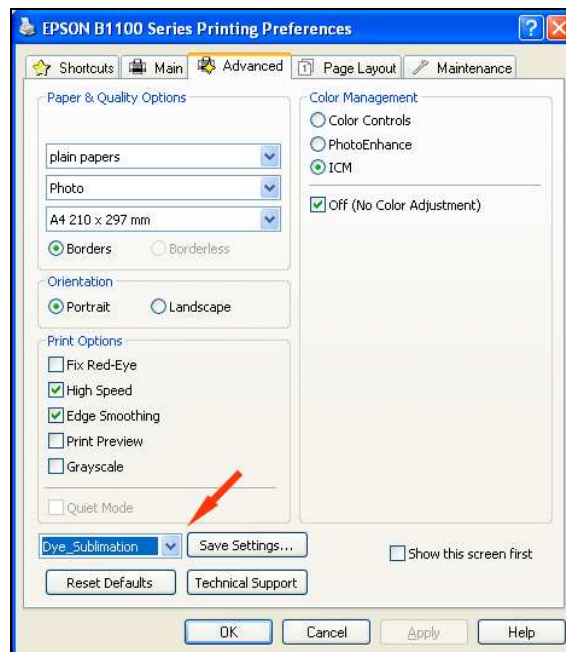 EPSON B1100 Series Printing Preferences
Shortcuts Main Advanced 1 Page Layout Maintenance
Paper & Quality Options
plain papers
Photo
A4 210 x 297 mm
Borders Borderless
Orientation
Portrait Landscape
Print Options
Fix Red-Eye
High Speed
Edge Smoothing
Print Preview
Grayscale
Quiet Mode
Color Management
Color Controls
PhotoEnhance
ICM
Off (No Color Adjustment)
Dye_Sublimation Save Settings... Show this screen first
Reset Defaults Technical Support
OK Cancel Apply Help